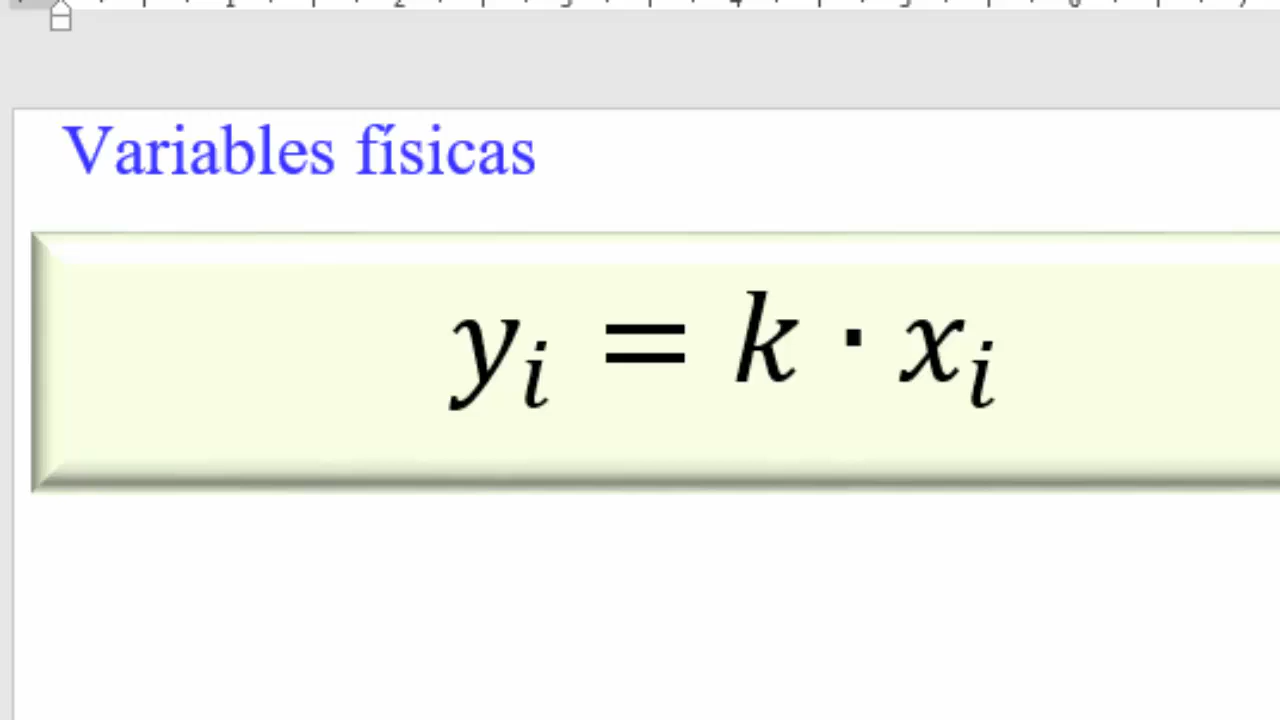 Variables físicas
yᵢ = k · xᵢ